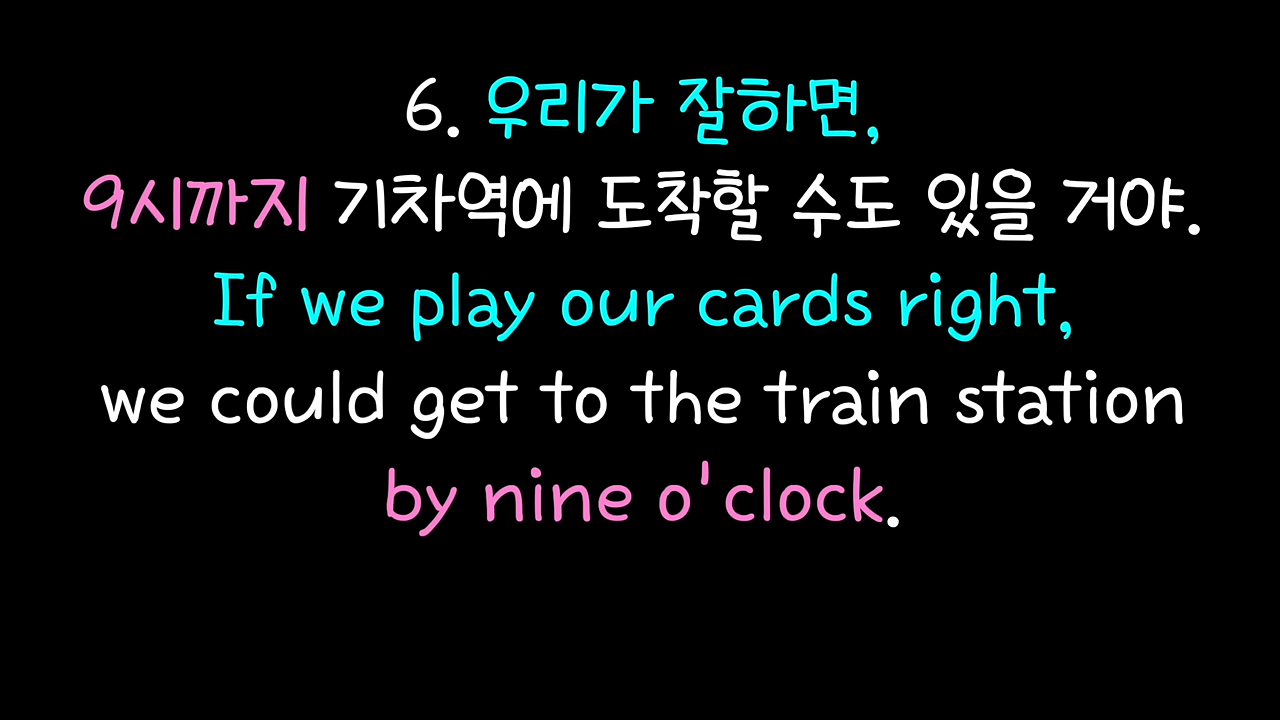 6. 우리가 잘하면,
9시까지 기차역에 도착할 수도 있을 거야.
If we play our cards right,
we could get to the train station
by nine o'clock.